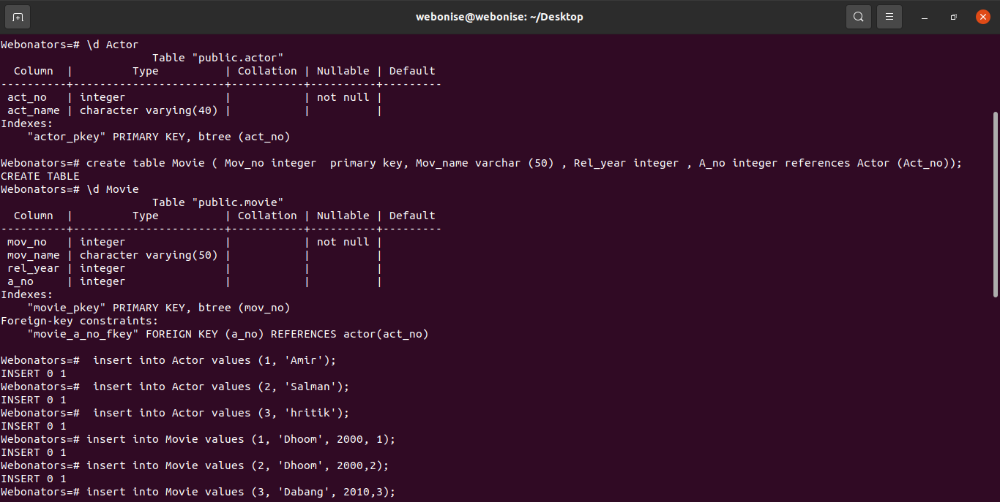 webonise@webonise: ~/Desktop
Webonators=# \d Actor
                       Table "public.actor"
  Column  |         Type          | Collation | Nullable | Default
----------+-----------------------+-----------+----------+---------
 act_no   | integer               |           | not null |
 act_name | character varying(40) |           |          |
Indexes:
    "actor_pkey" PRIMARY KEY, btree (act_no)
Webonators=# create table Movie ( Mov_no integer  primary key, Mov_name varchar (50) , Rel_year integer , A_no integer references Actor (Act_no));
CREATE TABLE
Webonators=# \d Movie
                       Table "public.movie"
  Column  |         Type          | Collation | Nullable | Default
----------+-----------------------+-----------+----------+---------
 mov_no   | integer               |           | not null |
 mov_name | character varying(50) |           |          |
 rel_year | integer               |           |          |
 a_no     | integer               |           |          |
Indexes:
    "movie_pkey" PRIMARY KEY, btree (mov_no)
Foreign-key constraints:
    "movie_a_no_fkey" FOREIGN KEY (a_no) REFERENCES actor(act_no)
Webonators=#  insert into Actor values (1, 'Amir');
INSERT 0 1
Webonators=#  insert into Actor values (2, 'Salman');
INSERT 0 1
Webonators=#  insert into Actor values (3, 'hritik');
INSERT 0 1
Webonators=# insert into Movie values (1, 'Dhoom', 2000, 1);
INSERT 0 1
Webonators=# insert into Movie values (2, 'Dhoom', 2000,2);
INSERT 0 1
Webonators=# insert into Movie values (3, 'Dabang', 2010,3);